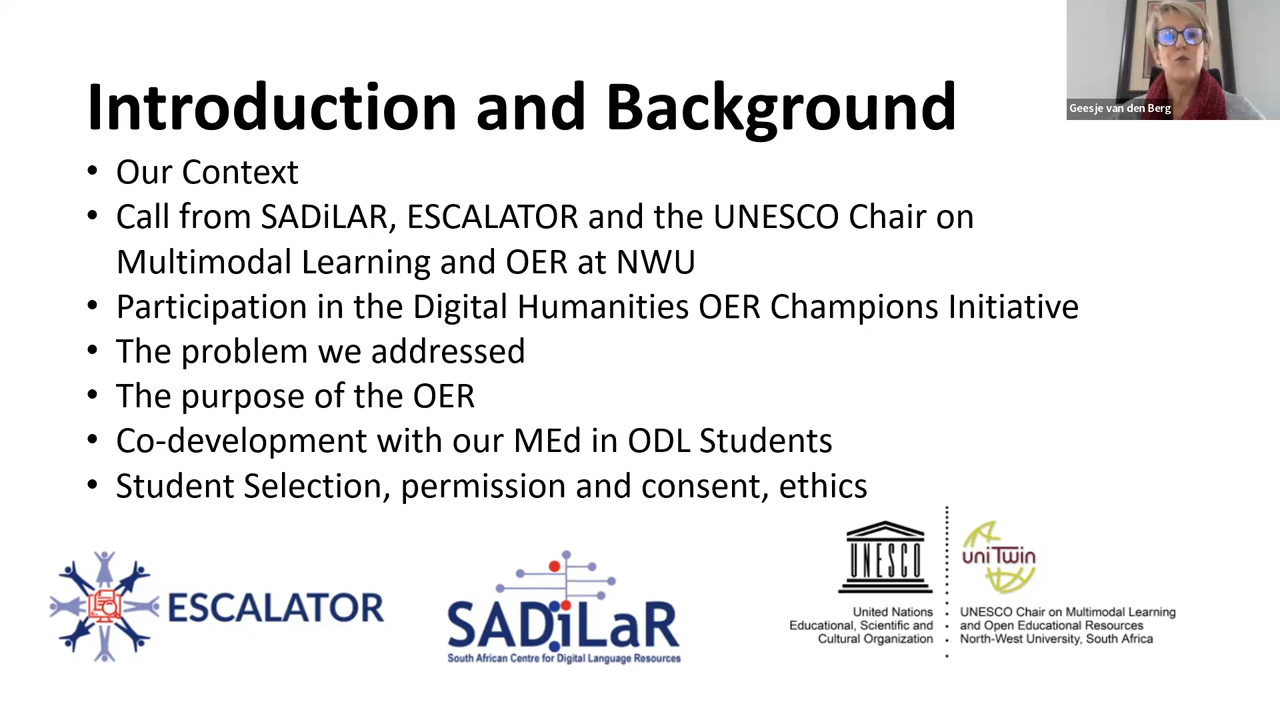 Introduction and Background
Geesje van den Berg
• Our Context
• Call from SADiLAR, ESCALATOR and the UNESCO Chair on
Multimodal Learning and OER at NWU
• Participation in the Digital Humanities OER Champions Initiative
• The problem we addressed
• The purpose of the OER
• Co-development with our MEd in ODL Students
• Student Selection, permission and consent, ethics
ESCALATOR
SADiLaR
South African Centre for Digital Language Resources
UNESCO
United Nations
Educational, Scientific and
Cultural Organization
uniTwin
UNESCO Chair on Multimodal Learning
and Open Educational Resources
North-West University, South Africa